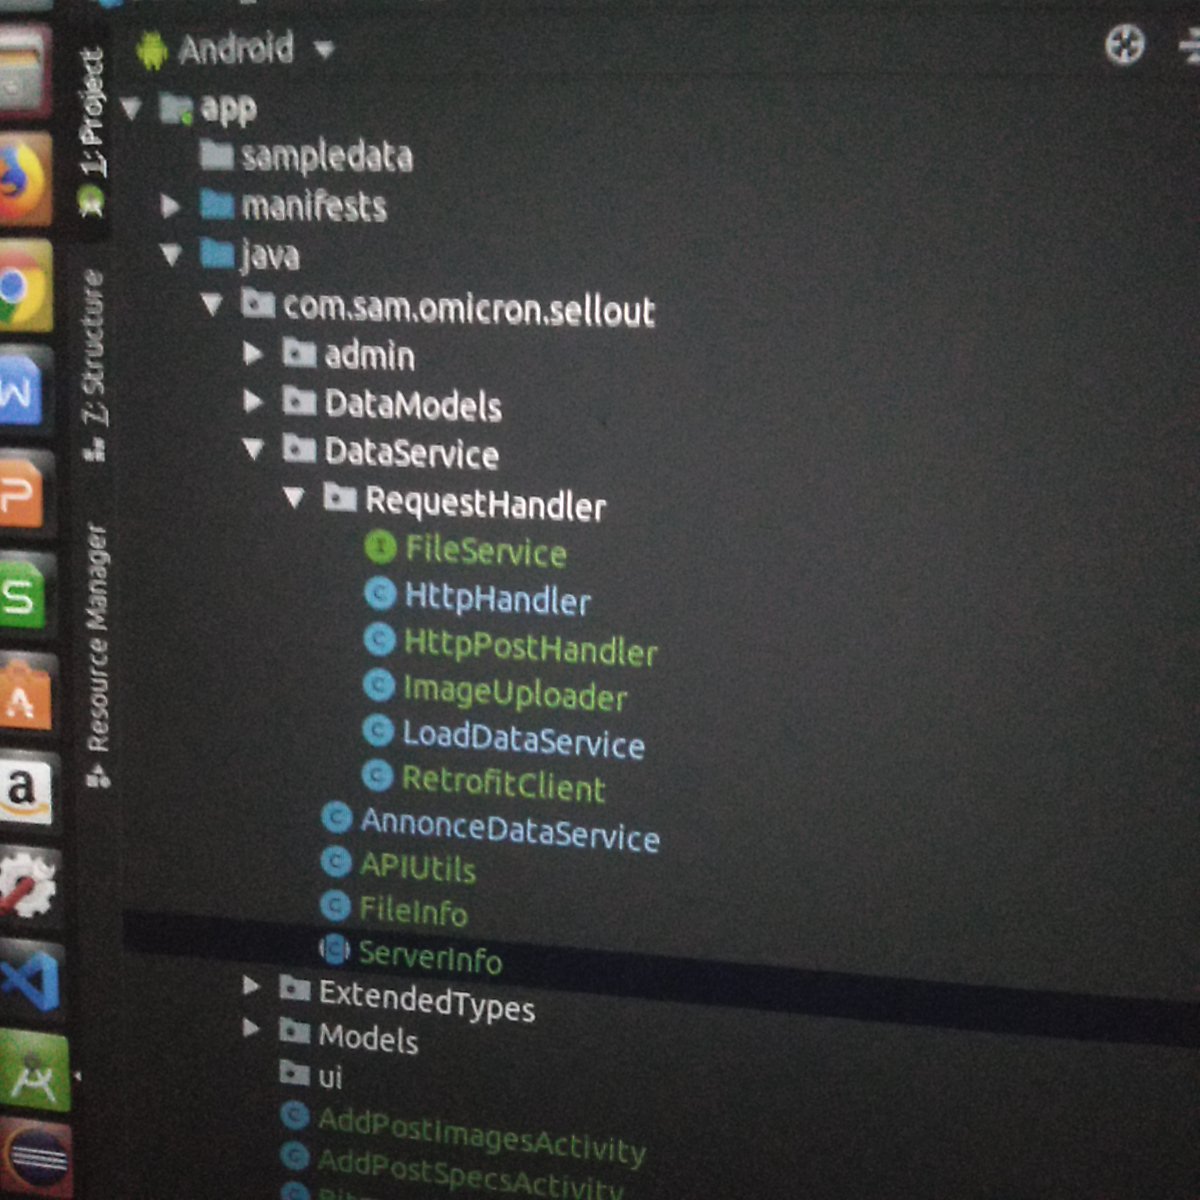 Android
app
sampledata
manifests
java
com.sam.omicron.sellout
admin
DataModels
DataService
RequestHandler
I FileService
C HttpHandler
C HttpPostHandler
C ImageUploader
C LoadDataService
C RetrofitClient
C AnnonceDataService
C APIUtils
C FileInfo
C ServerInfo
ExtendedTypes
Models
ui
C AddPostImagesActivity
C AddPostSpecsActivity
1: Project
7: Structure
Resource Manager
W
P
S
A
a